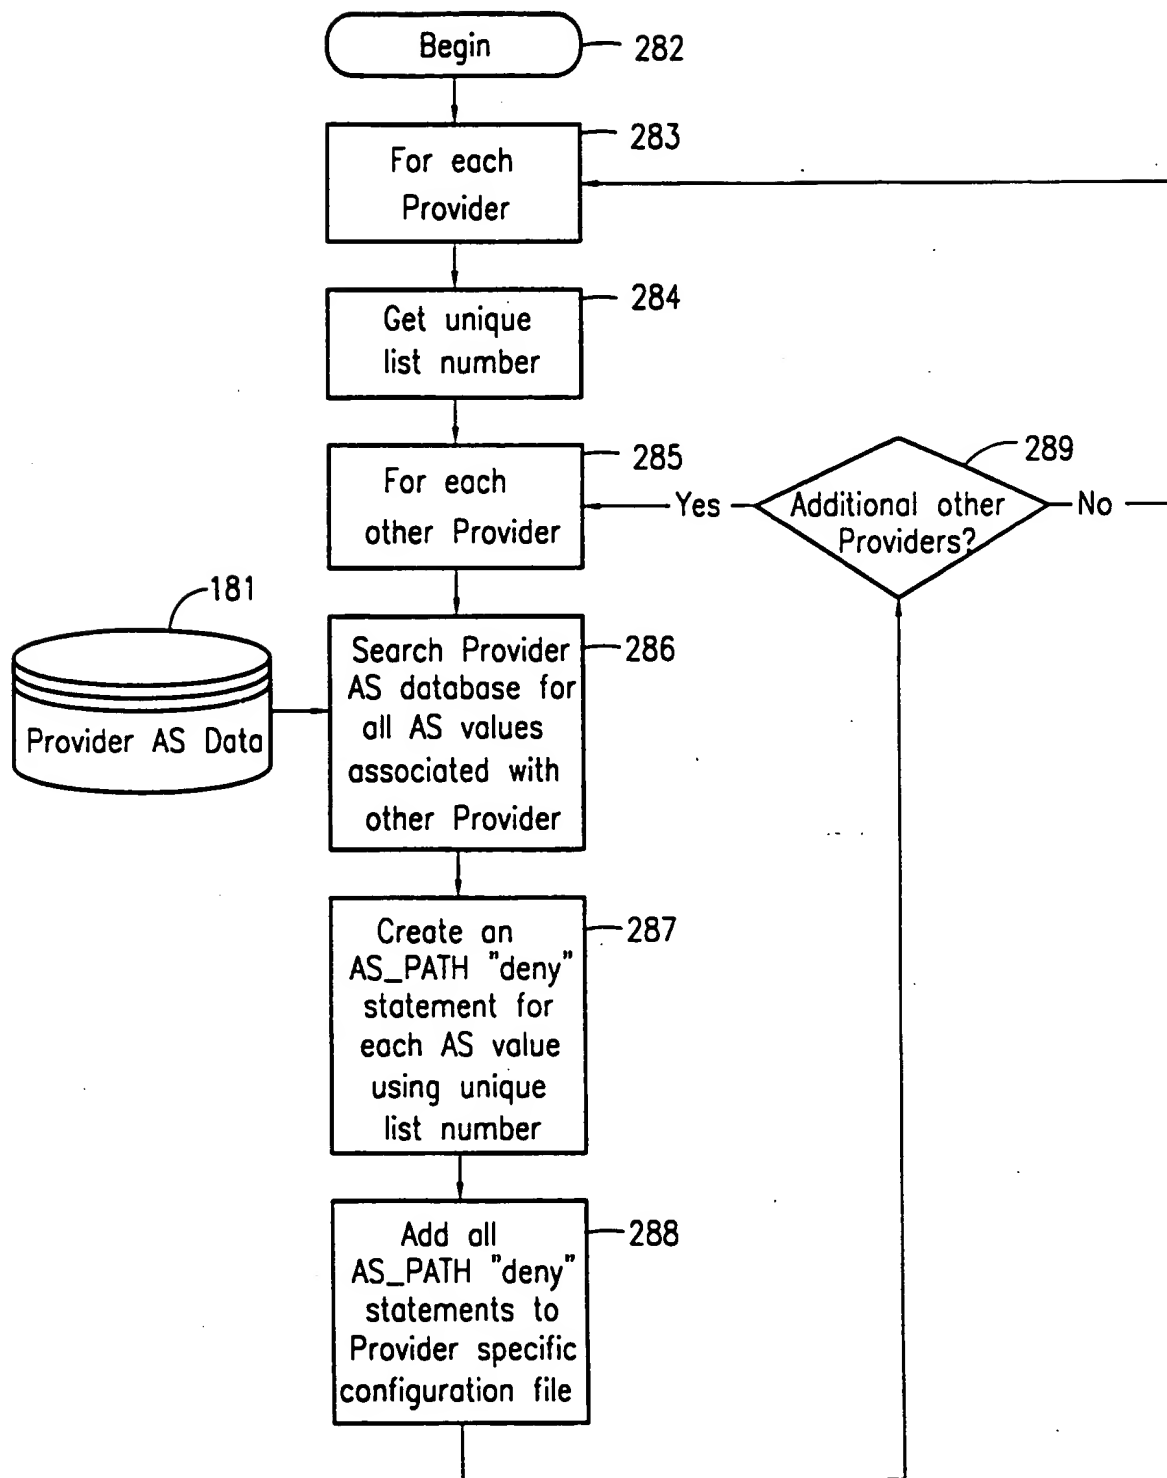 Begin
282
For each
Provider
283
Get unique
list number
284
For each
other Provider
285
Yes
Additional other
Providers?
289
No
181
Provider AS Data
Search Provider
AS database for
all AS values
associated with
other Provider
286
Create an
AS_PATH "deny"
statement for
each AS value
using unique
list number
287
Add all
AS_PATH "deny"
statements to
Provider specific
configuration file
288